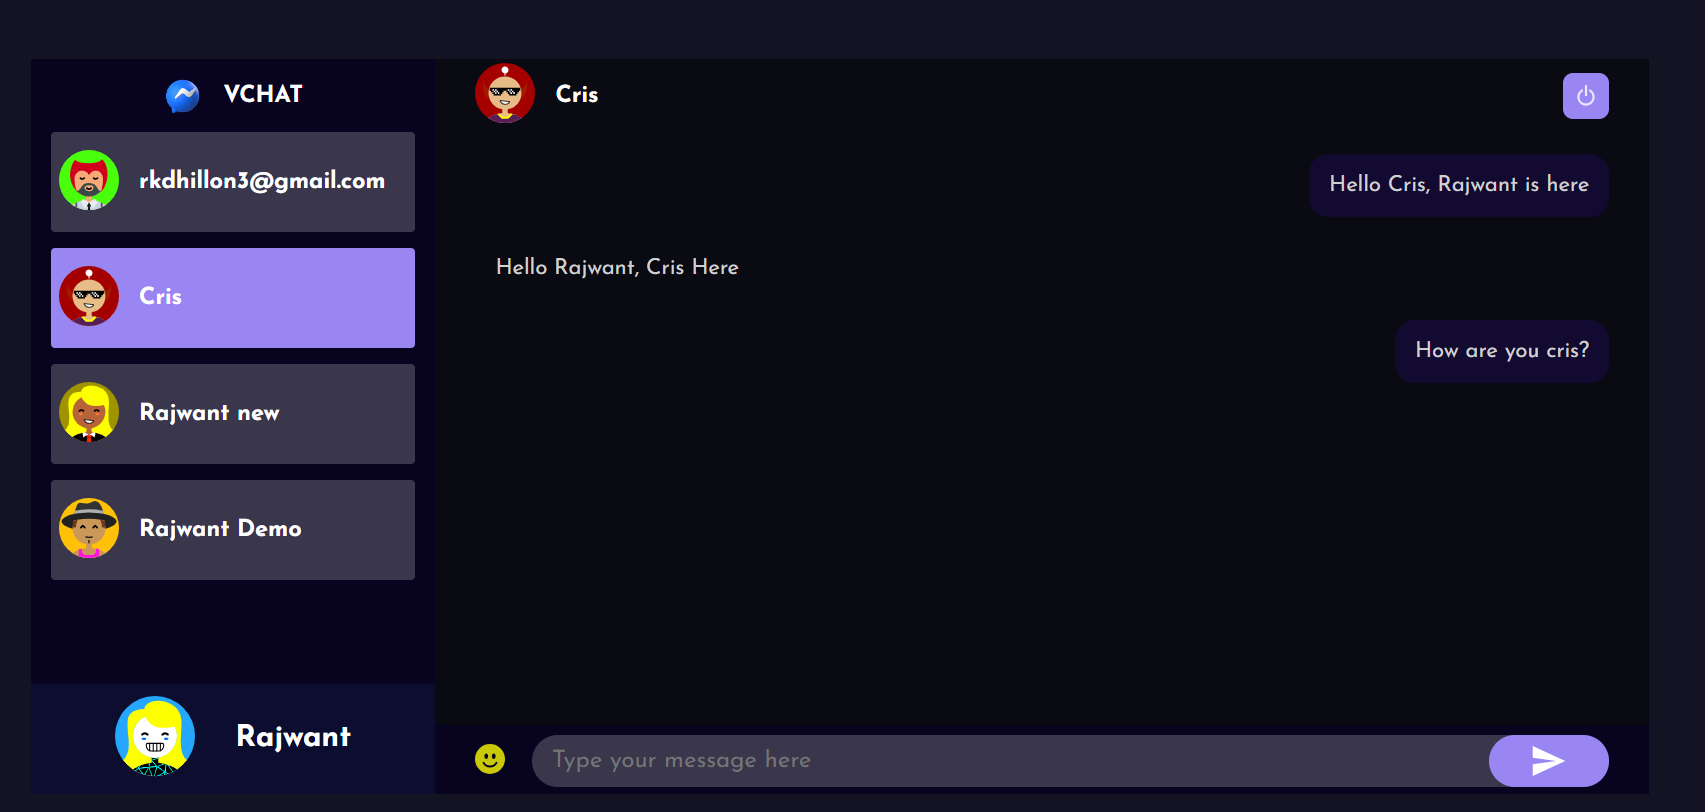 VCHAT
rkdhillon3@gmail.com
Cris
Rajwant new
Rajwant Demo
Rajwant
Cris
Hello Cris, Rajwant is here
Hello Rajwant, Cris Here
How are you cris?
Type your message here